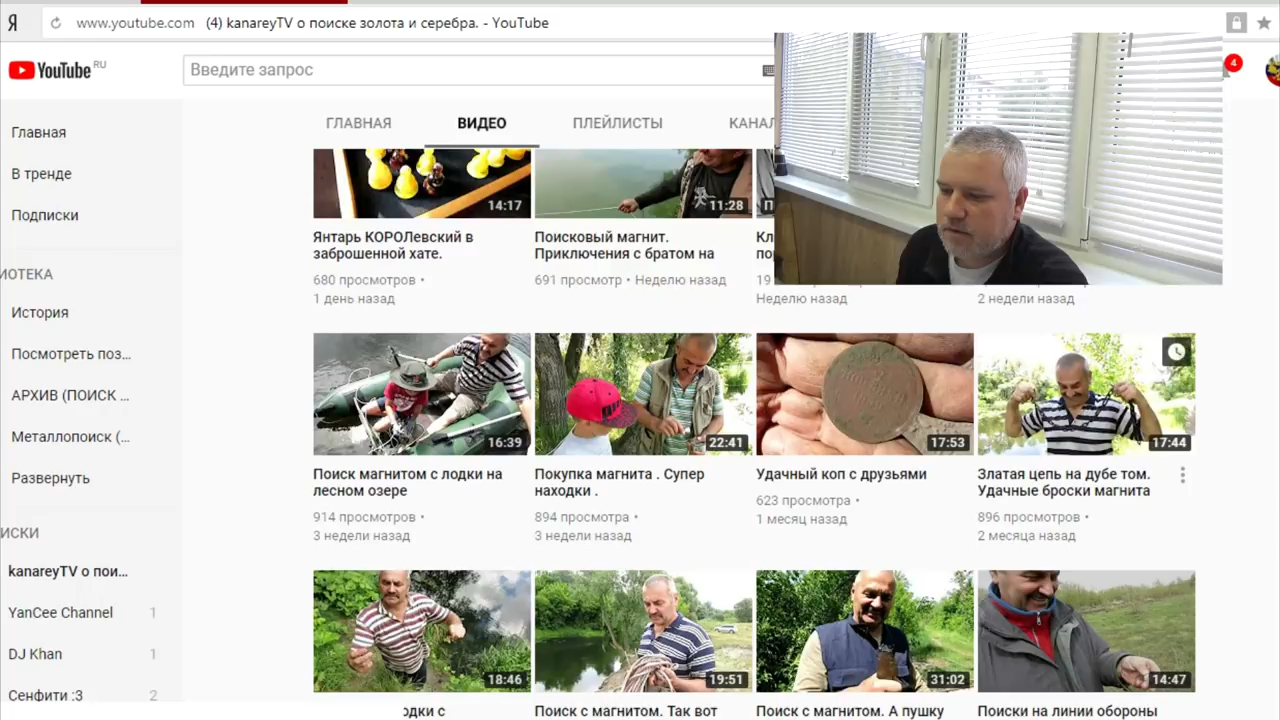 Я www.youtube.com (4) kanareyTV о поиске золота и серебра. - YouTube
YouTube RU
Введите запрос
4
Главная
В тренде
Подписки
ИОТЕКА
История
Посмотреть поз...
АРХИВ (ПОИСК ...
Металлопоиск (...
Развернуть
ИСКИ
kanareyTV о пои...
YanCee Channel 1
DJ Khan 1
Сенфити :3 2
ГЛАВНАЯ ВИДЕО ПЛЕЙЛИСТЫ КАНАЛ
14:17
Янтарь КОРОЛевский в
заброшенной хате.
680 просмотров •
1 день назад
11:28
Поисковый магнит.
Приключения с братом на
691 просмотр • Неделю назад
П
Кл
пор
19
Неделю назад
2 недели назад
16:39
Поиск магнитом с лодки на
лесном озере
914 просмотров •
3 недели назад
22:41
Покупка магнита . Супер
находки .
894 просмотра •
3 недели назад
17:53
Удачный коп с друзьями
623 просмотра •
1 месяц назад
17:44
Златая цепь на дубе том.
Удачные броски магнита
896 просмотров •
2 месяца назад
18:46
одки с
19:51
Поиск с магнитом. Так вот
31:02
Поиск с магнитом. А пушку
14:47
Поиски на линии обороны